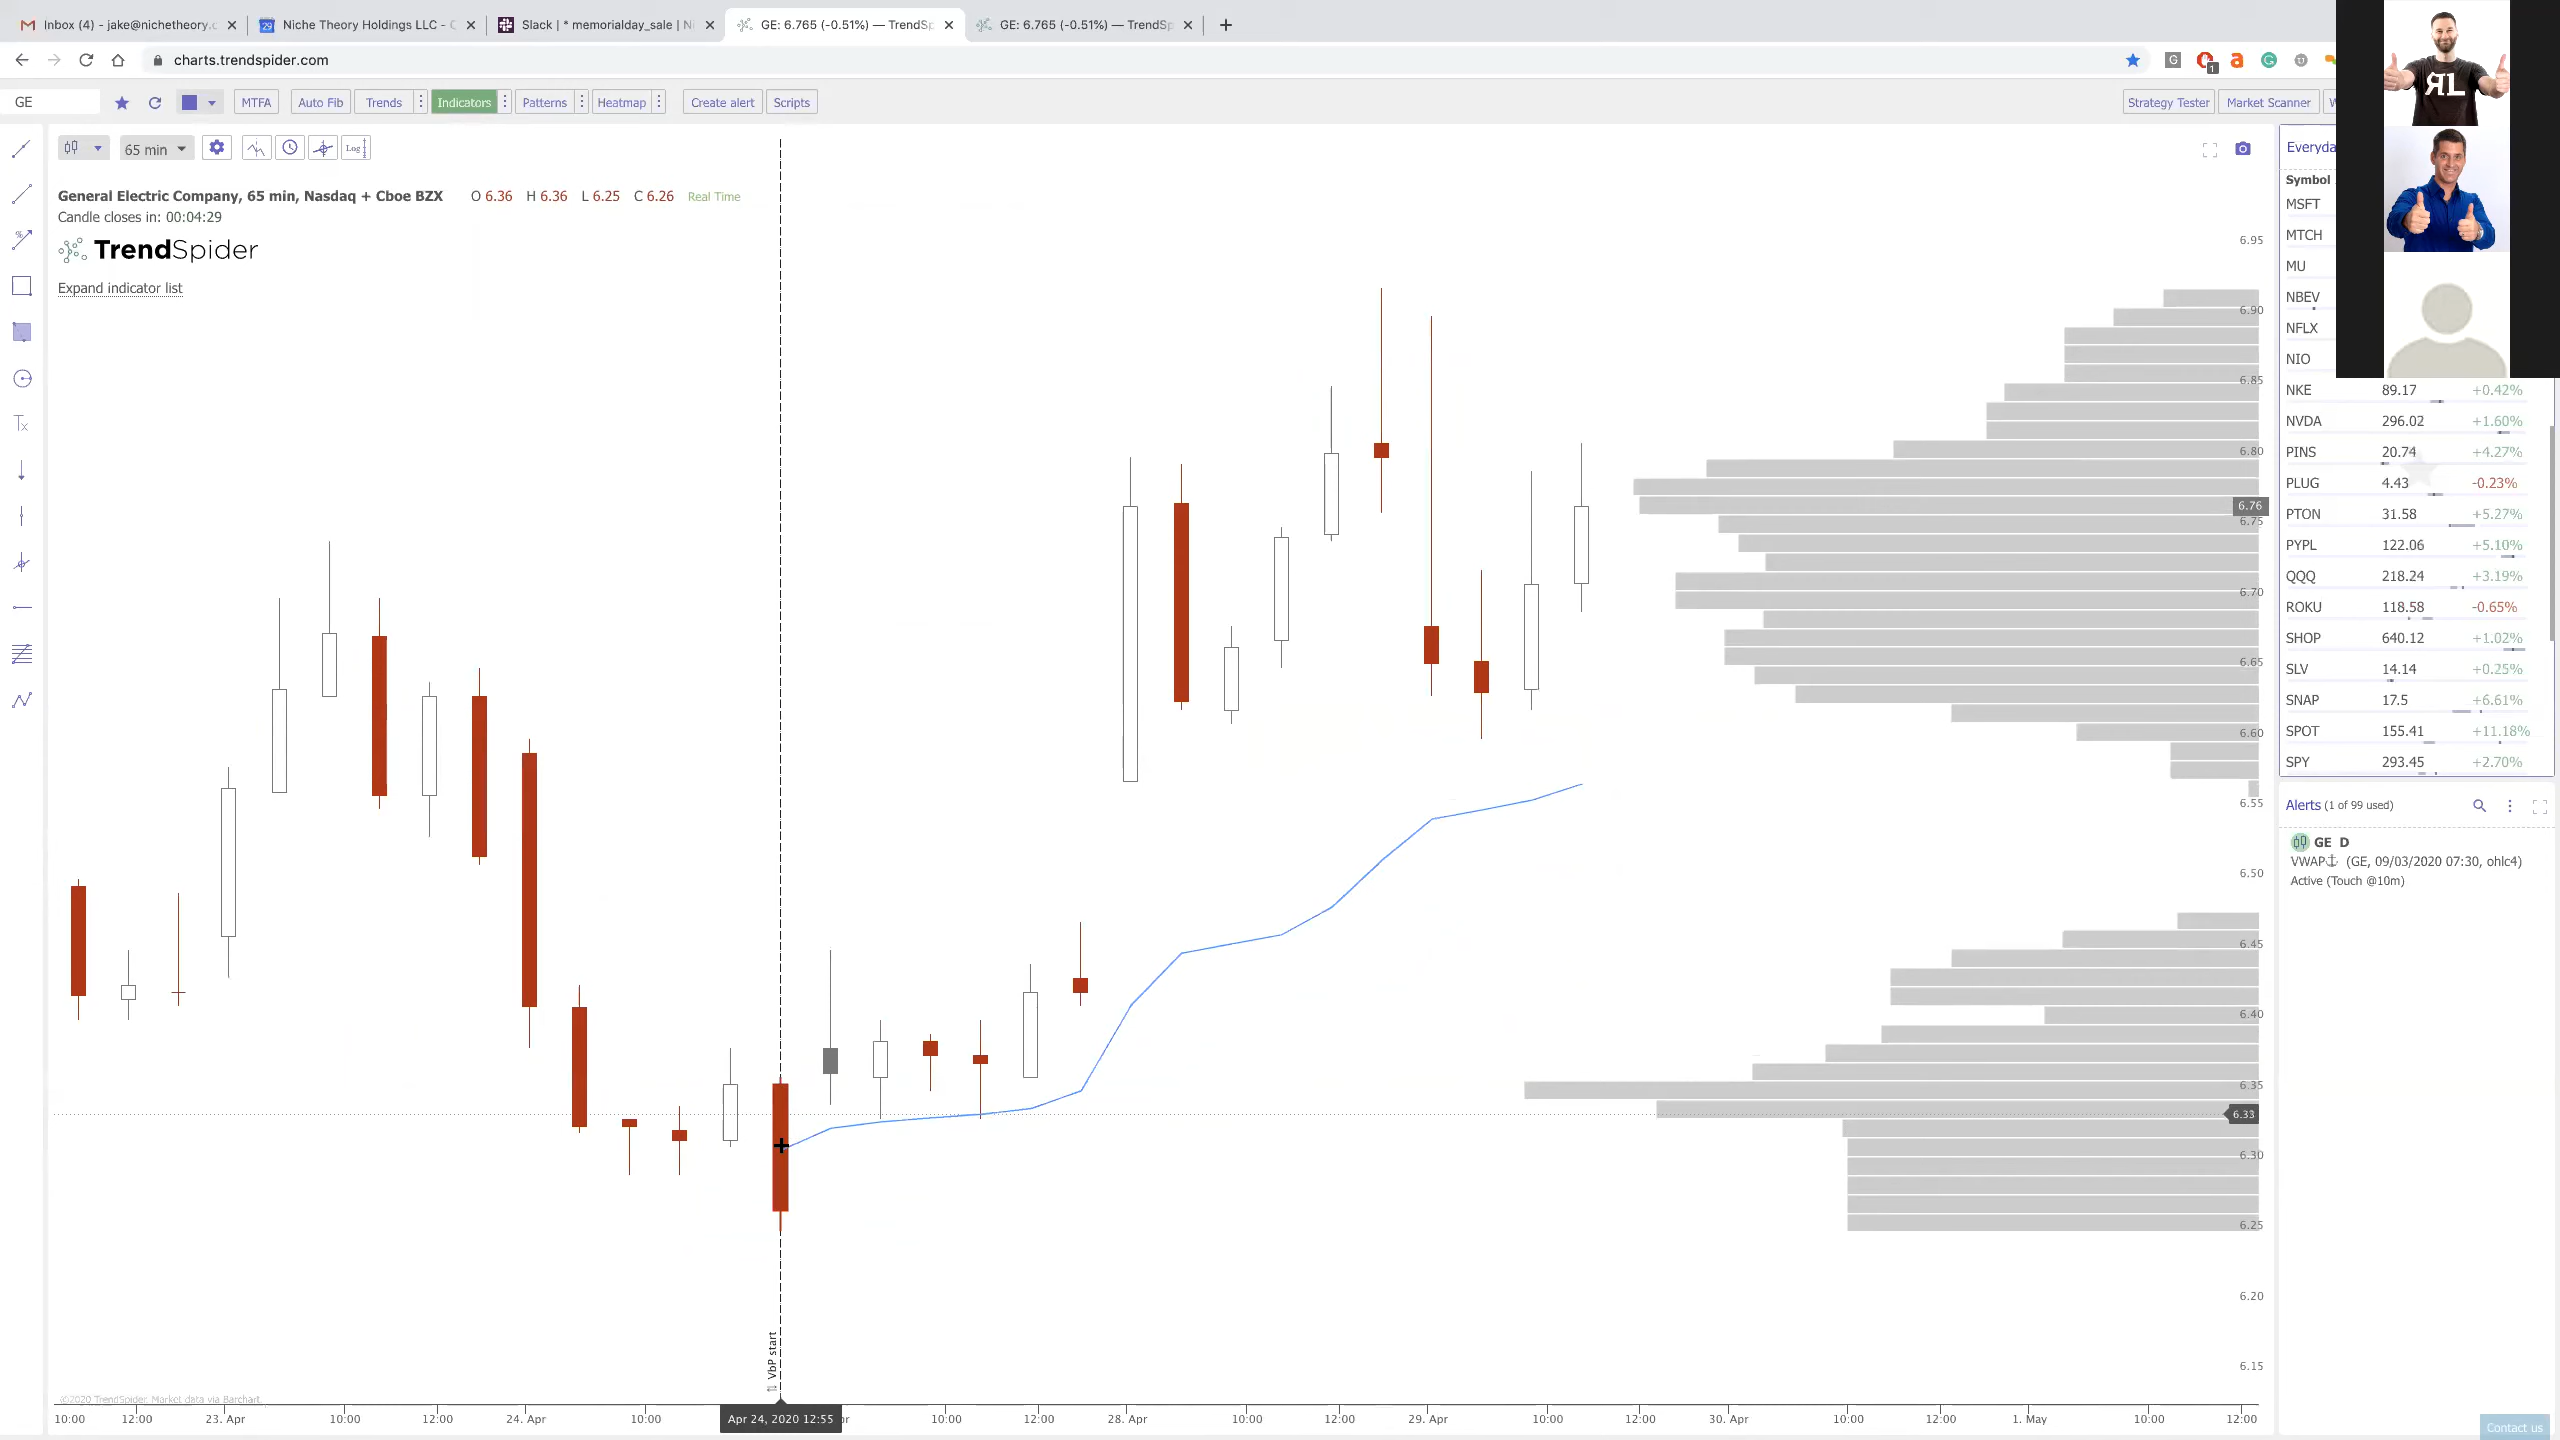 Inbox (4) - jake@nichetheory.c
Niche Theory Holdings LLC - C
Slack | * memorialday_sale | Ni
GE: 6.765 (-0.51%) — TrendSp
GE: 6.765 (-0.51%) — TrendSp
charts.trendspider.com
GE
MTFA
Auto Fib
Trends
Indicators
Patterns
Heatmap
Create alert
Scripts
Strategy Tester
Market Scanner
W
65 min
Log
General Electric Company, 65 min, Nasdaq + Cboe BZX O 6.36 H 6.36 L 6.25 C 6.26 Real Time
Candle closes in: 00:04:29
TrendSpider
Expand indicator list
6.95
6.90
6.85
6.80
6.76
6.75
6.70
6.65
6.60
6.55
6.50
6.45
6.40
6.35
6.33
6.30
6.25
6.20
6.15
VbP start
©2020 TrendSpider. Market data via Barchart.
10:00 12:00 23. Apr 10:00 12:00 24. Apr 10:00 Apr 24, 2020 12:55 10:00 12:00 28. Apr 10:00 12:00 29. Apr 10:00 12:00 30. Apr 10:00 12:00 1. May 10:00 12:00
Everyda
Symbol
MSFT
MTCH
MU
NBEV
NFLX
NIO
NKE 89.17 +0.42%
NVDA 296.02 +1.60%
PINS 20.74 +4.27%
PLUG 4.43 -0.23%
PTON 31.58 +5.27%
PYPL 122.06 +5.10%
QQQ 218.24 +3.19%
ROKU 118.58 -0.65%
SHOP 640.12 +1.02%
SLV 14.14 +0.25%
SNAP 17.5 +6.61%
SPOT 155.41 +11.18%
SPY 293.45 +2.70%
Alerts (1 of 99 used)
GE D
VWAP⚓ (GE, 09/03/2020 07:30, ohlc4)
Active (Touch @10m)
Contact us